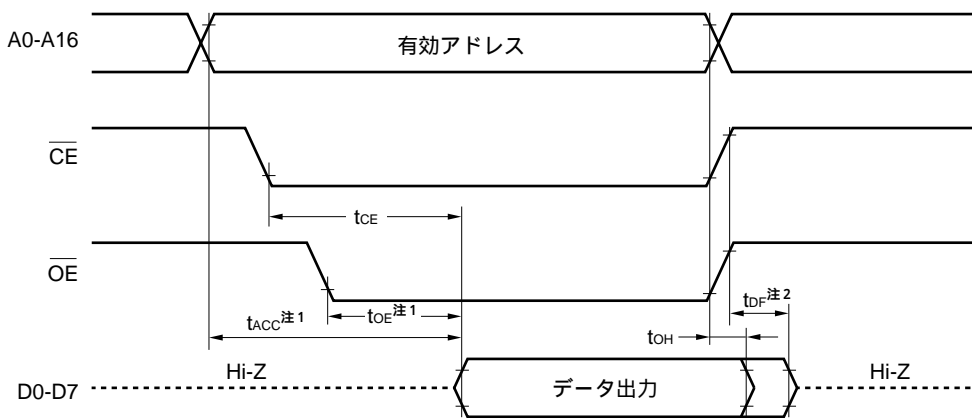 A0-A16
有効アドレス
CE
tCE
OE
tACC注1
tOE注1
tDF注2
tOH
Hi-Z
Hi-Z
D0-D7
データ出力